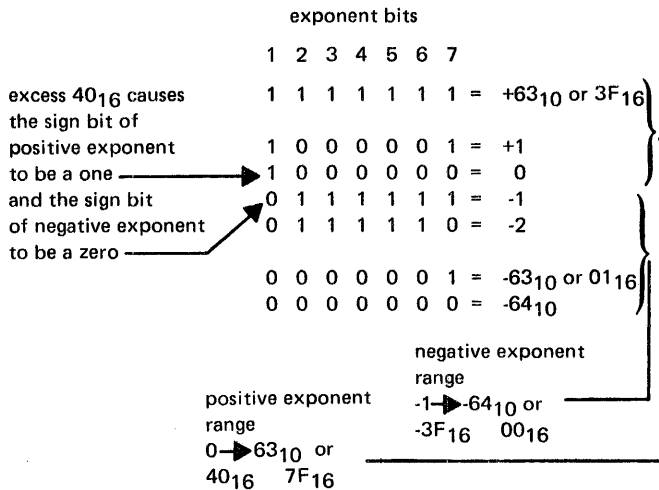 exponent bits
1 2 3 4 5 6 7
excess 40₁₆ causes
the sign bit of
positive exponent
to be a one
and the sign bit
of negative exponent
to be a zero
1 1 1 1 1 1 1 = +63₁₀ or 3F₁₆
1 0 0 0 0 0 1 = +1
1 0 0 0 0 0 0 = 0
0 1 1 1 1 1 1 = -1
0 1 1 1 1 1 0 = -2
0 0 0 0 0 0 1 = -63₁₀ or 01₁₆
0 0 0 0 0 0 0 = -64₁₀
negative exponent
range
-1 → -64₁₀ or
-3F₁₆ 00₁₆
positive exponent
range
0 → 63₁₀ or
40₁₆ 7F₁₆